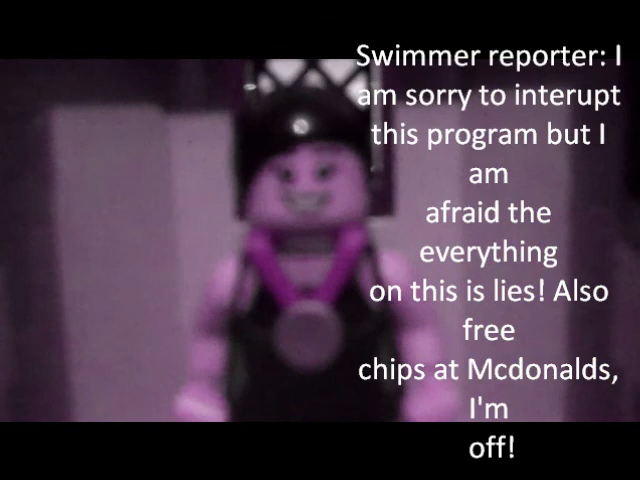 Swimmer reporter: I
am sorry to interupt
this program but I
am
afraid the
everything
on this is lies! Also
free
chips at Mcdonalds,
I'm
off!